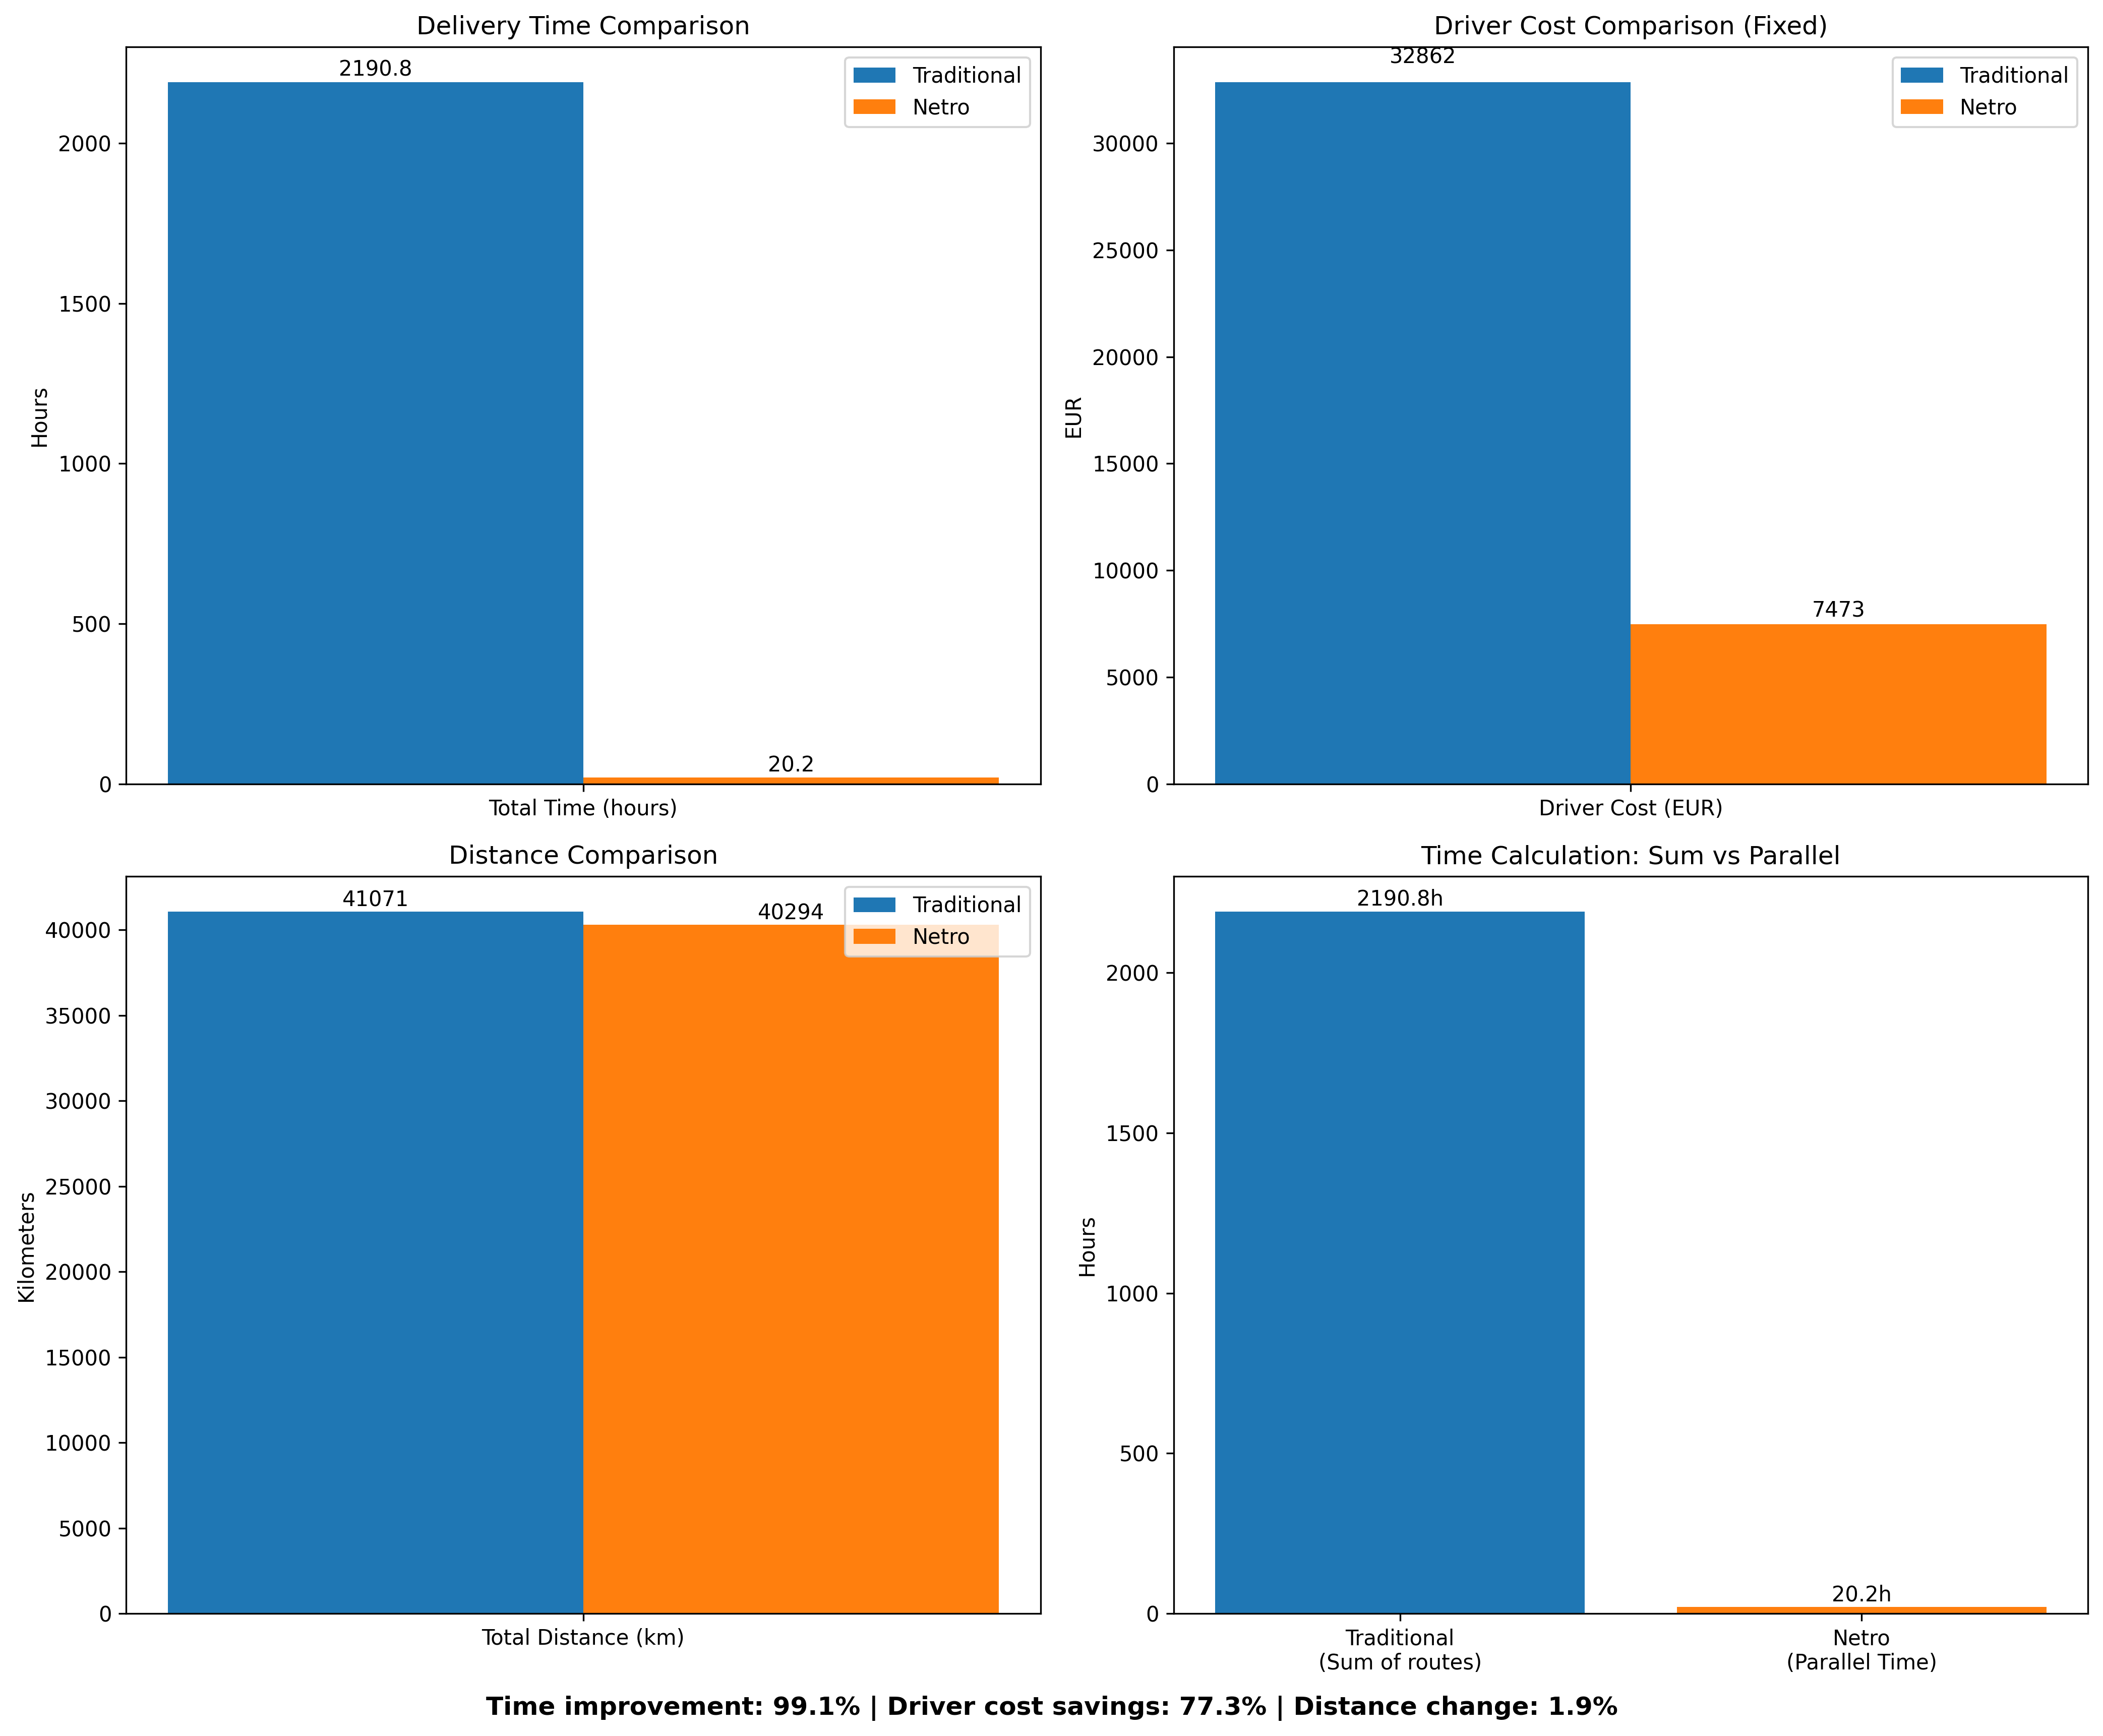 Delivery Time Comparison
2190.8
Traditional
Netro
20.2
2000
1500
1000
500
0
Hours
Total Time (hours)
Driver Cost Comparison (Fixed)
32862
Traditional
Netro
7473
30000
25000
20000
15000
10000
5000
0
EUR
Driver Cost (EUR)
Distance Comparison
41071
40294
Traditional
Netro
40000
35000
30000
25000
20000
15000
10000
5000
0
Kilometers
Total Distance (km)
Time Calculation: Sum vs Parallel
2190.8h
20.2h
2000
1500
1000
500
0
Hours
Traditional
(Sum of routes)
Netro
(Parallel Time)
Time improvement: 99.1% | Driver cost savings: 77.3% | Distance change: 1.9%